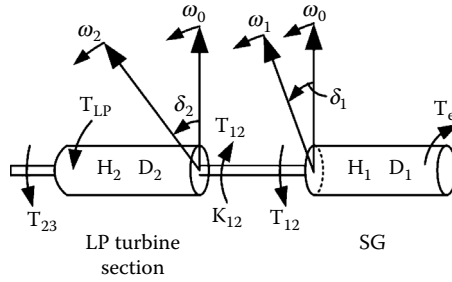 ω2
ω0
ω1
ω0
TLP
δ2
T12
δ1
Te
H2 D2
H1 D1
T23
K12
T12
LP turbine
section
SG